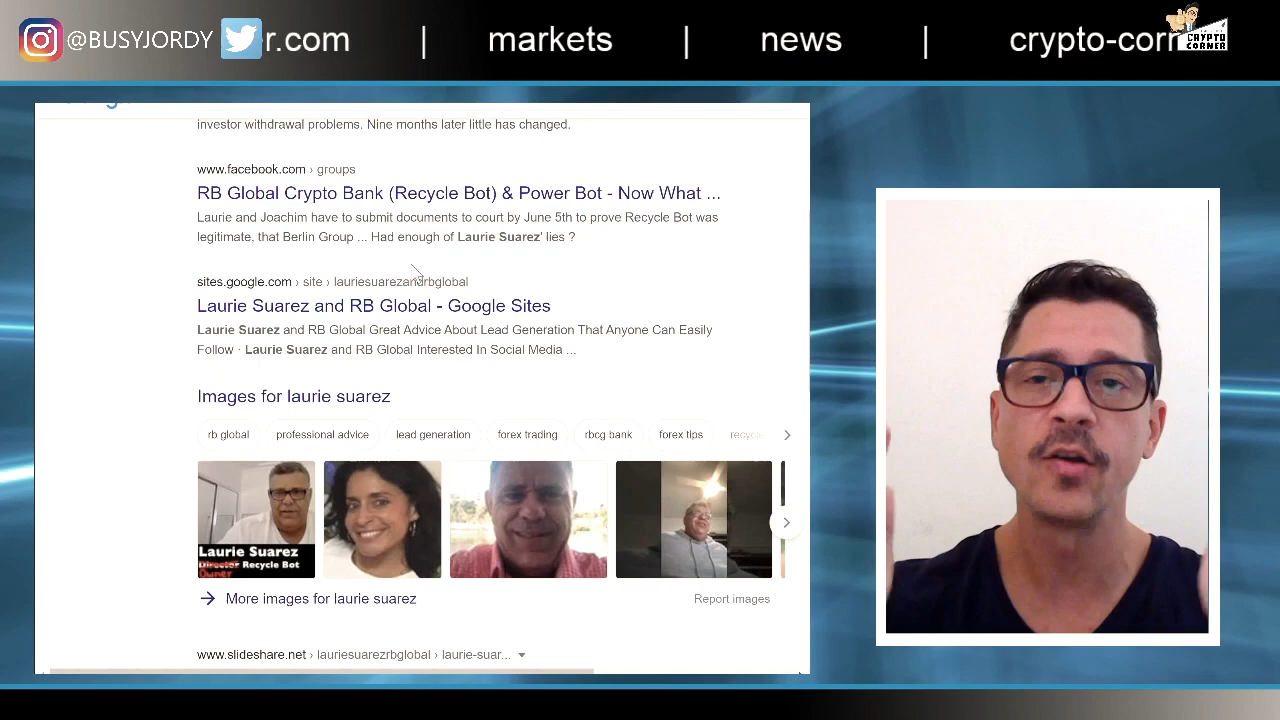 @BUSYJORDY
r.com | markets | news | crypto-corn
CRYPTO
CORNER
investor withdrawal problems. Nine months later little has changed.
www.facebook.com › groups
RB Global Crypto Bank (Recycle Bot) & Power Bot - Now What ...
Laurie and Joachim have to submit documents to court by June 5th to prove Recycle Bot was
legitimate, that Berlin Group ... Had enough of Laurie Suarez' lies ?
sites.google.com › site › lauriesuarezandrbglobal
Laurie Suarez and RB Global - Google Sites
Laurie Suarez and RB Global Great Advice About Lead Generation That Anyone Can Easily
Follow · Laurie Suarez and RB Global Interested In Social Media ...
Images for laurie suarez
rb global
professional advice
lead generation
forex trading
rbcg bank
forex tips
recyc
Laurie Suarez
Director Recycle Bot
Owner
More images for laurie suarez
Report images
www.slideshare.net › lauriesuarezrbglobal › laurie-suar...